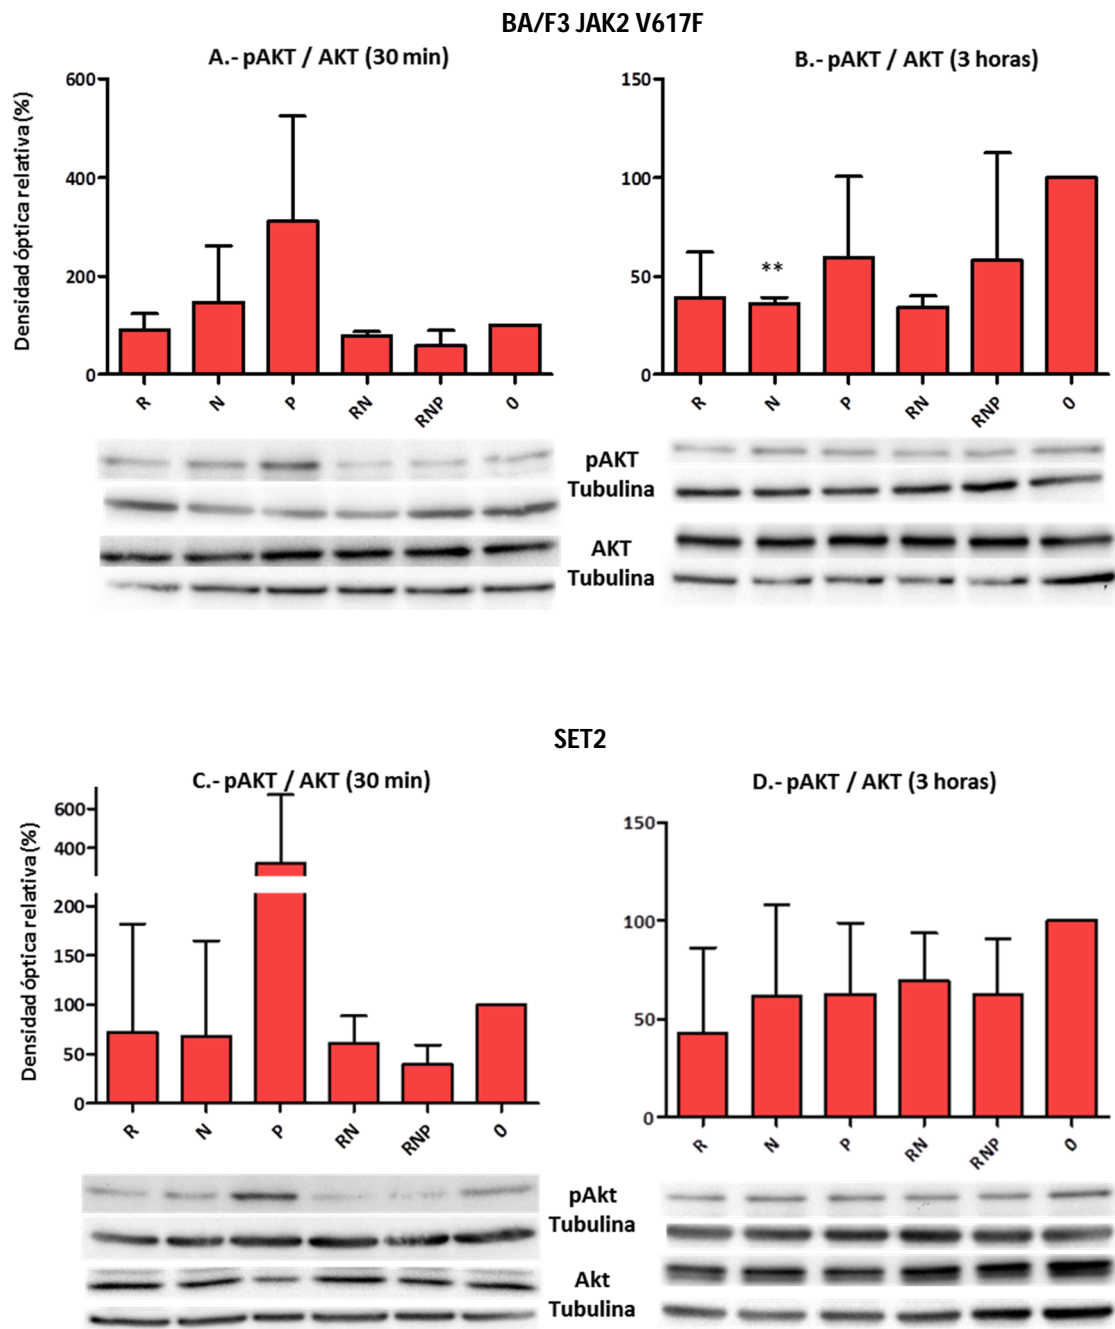 BA/F3 JAK2 V617F
A.- pAKT / AKT (30 min)
Densidad óptica relativa (%)
600
400
200
0
R
N
P
RN
RNP
0
B.- pAKT / AKT (3 horas)
150
100
50
0
**
R
N
P
RN
RNP
0
pAKT
Tubulina
AKT
Tubulina
SET2
C.- pAKT / AKT (30 min)
Densidad óptica relativa (%)
600
400
200
150
100
50
0
R
N
P
RN
RNP
0
D.- pAKT / AKT (3 horas)
150
100
50
0
R
N
P
RN
RNP
0
pAkt
Tubulina
Akt
Tubulina